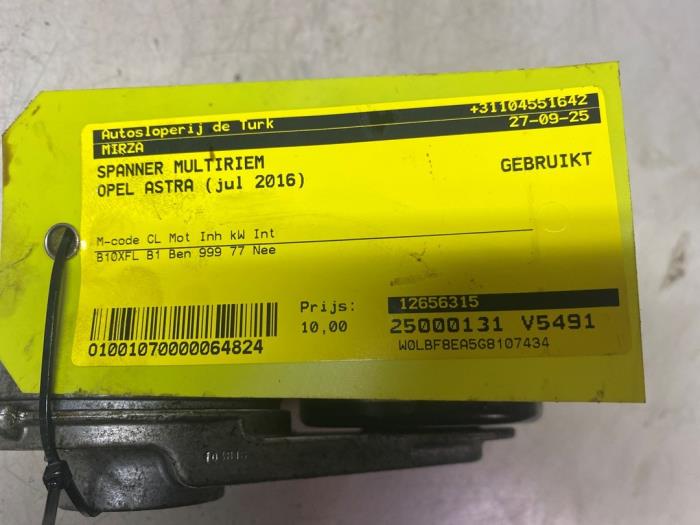 Autosloperij de Turk +31104551642
MIRZA 27-09-25
SPANNER MULTIRIEM GEBRUIKT
OPEL ASTRA (jul 2016)
M-code CL Mot Inh kW Int
B10XFL B1 Ben 999 77 Nee
Prijs: 12656315
10,00 25000131 V5491
O1001070000064824 W0LBF8EA5G8107434